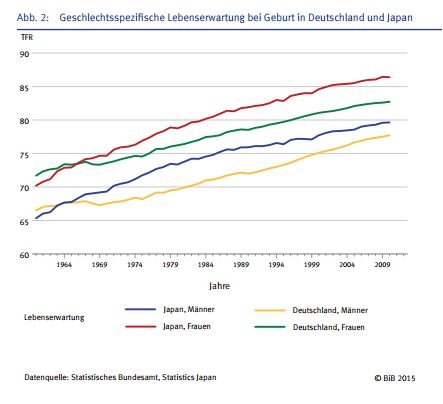 Abb. 2: Geschlechtsspezifische Lebenserwartung bei Geburt in Deutschland und Japan
TFR
90
85
80
75
70
65
60
1964 1969 1974 1979 1984 1989 1994 1999 2004 2009
Jahre
Lebenserwartung
Japan, Männer
Deutschland, Männer
Japan, Frauen
Deutschland, Frauen
Datenquelle: Statistisches Bundesamt, Statistics Japan
© BiB 2015